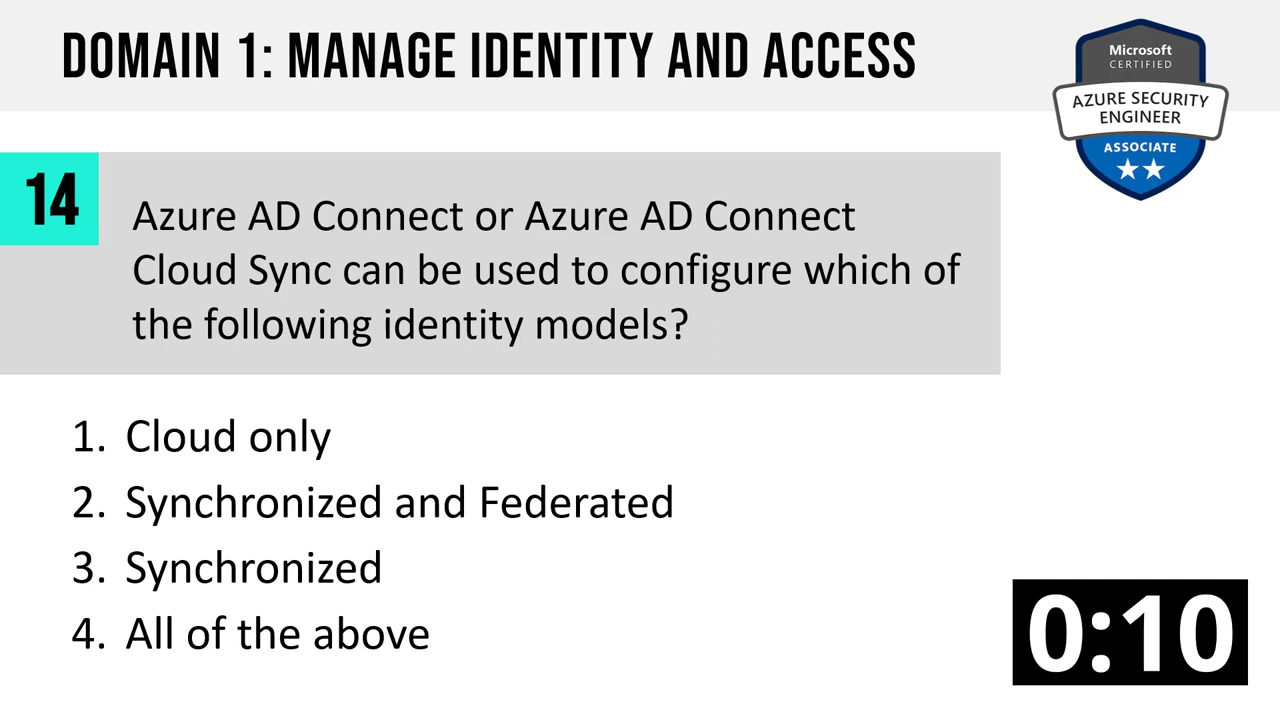 DOMAIN 1: MANAGE IDENTITY AND ACCESS
Microsoft
CERTIFIED
AZURE SECURITY
ENGINEER
ASSOCIATE
14
Azure AD Connect or Azure AD Connect
Cloud Sync can be used to configure which of
the following identity models?
1. Cloud only
2. Synchronized and Federated
3. Synchronized
4. All of the above
0:10